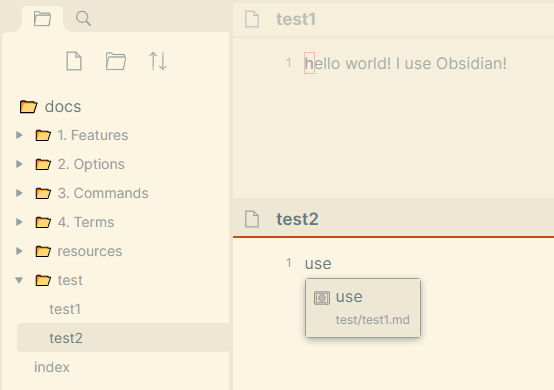 docs
1. Features
2. Options
3. Commands
4. Terms
resources
test
test1
test2
index
test1
1 hello world! I use Obsidian!
test2
1 use
use
test/test1.md